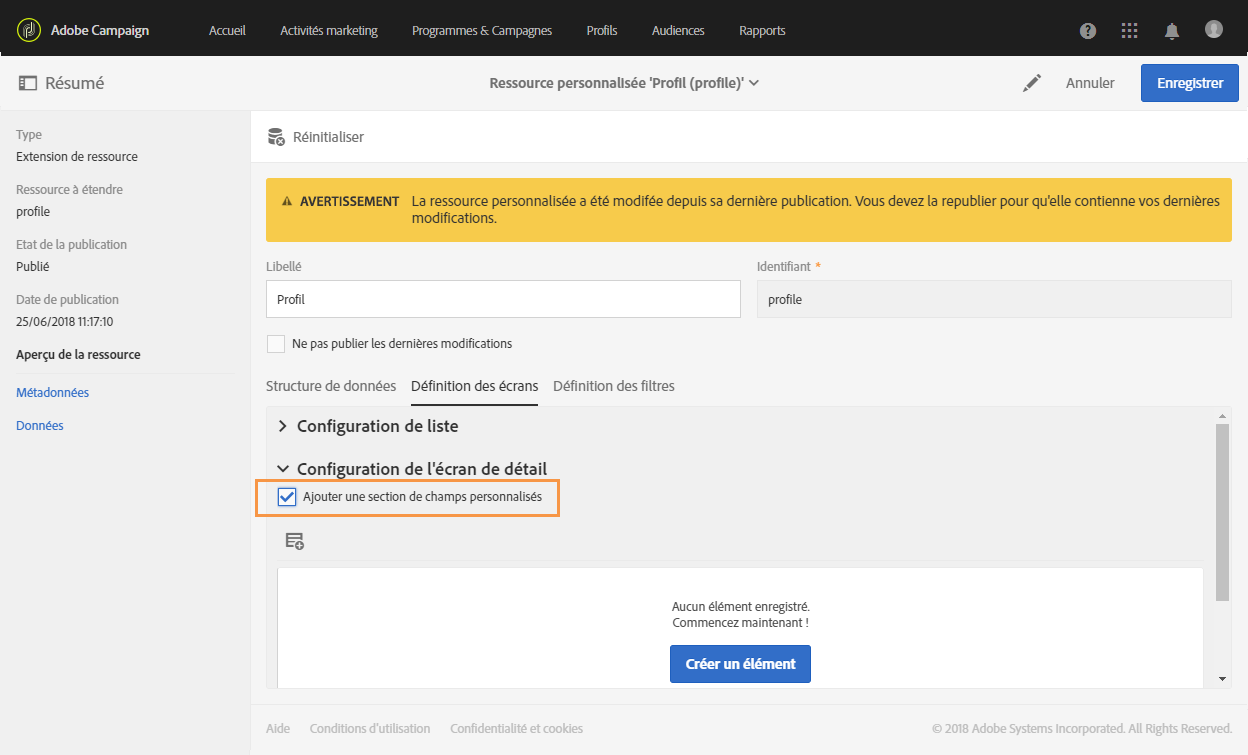 Adobe Campaign Accueil Activités marketing Programmes & Campagnes Profils Audiences Rapports
Résumé Ressource personnalisée 'Profil (profile)' Annuler Enregistrer
Type
Extension de ressource
Ressource à étendre
profile
Etat de la publication
Publié
Date de publication
25/06/2018 11:17:10
Aperçu de la ressource
Métadonnées
Données
Réinitialiser
AVERTISSEMENT La ressource personnalisée a été modifée depuis sa dernière publication. Vous devez la republier pour qu'elle contienne vos dernières
modifications.
Libellé Identifiant *
Profil profile
Ne pas publier les dernières modifications
Structure de données Définition des écrans Définition des filtres
Configuration de liste
Configuration de l'écran de détail
Ajouter une section de champs personnalisés
Aucun élément enregistré.
Commencez maintenant !
Créer un élément
Aide Conditions d'utilisation Confidentialité et cookies © 2018 Adobe Systems Incorporated. All Rights Reserved.